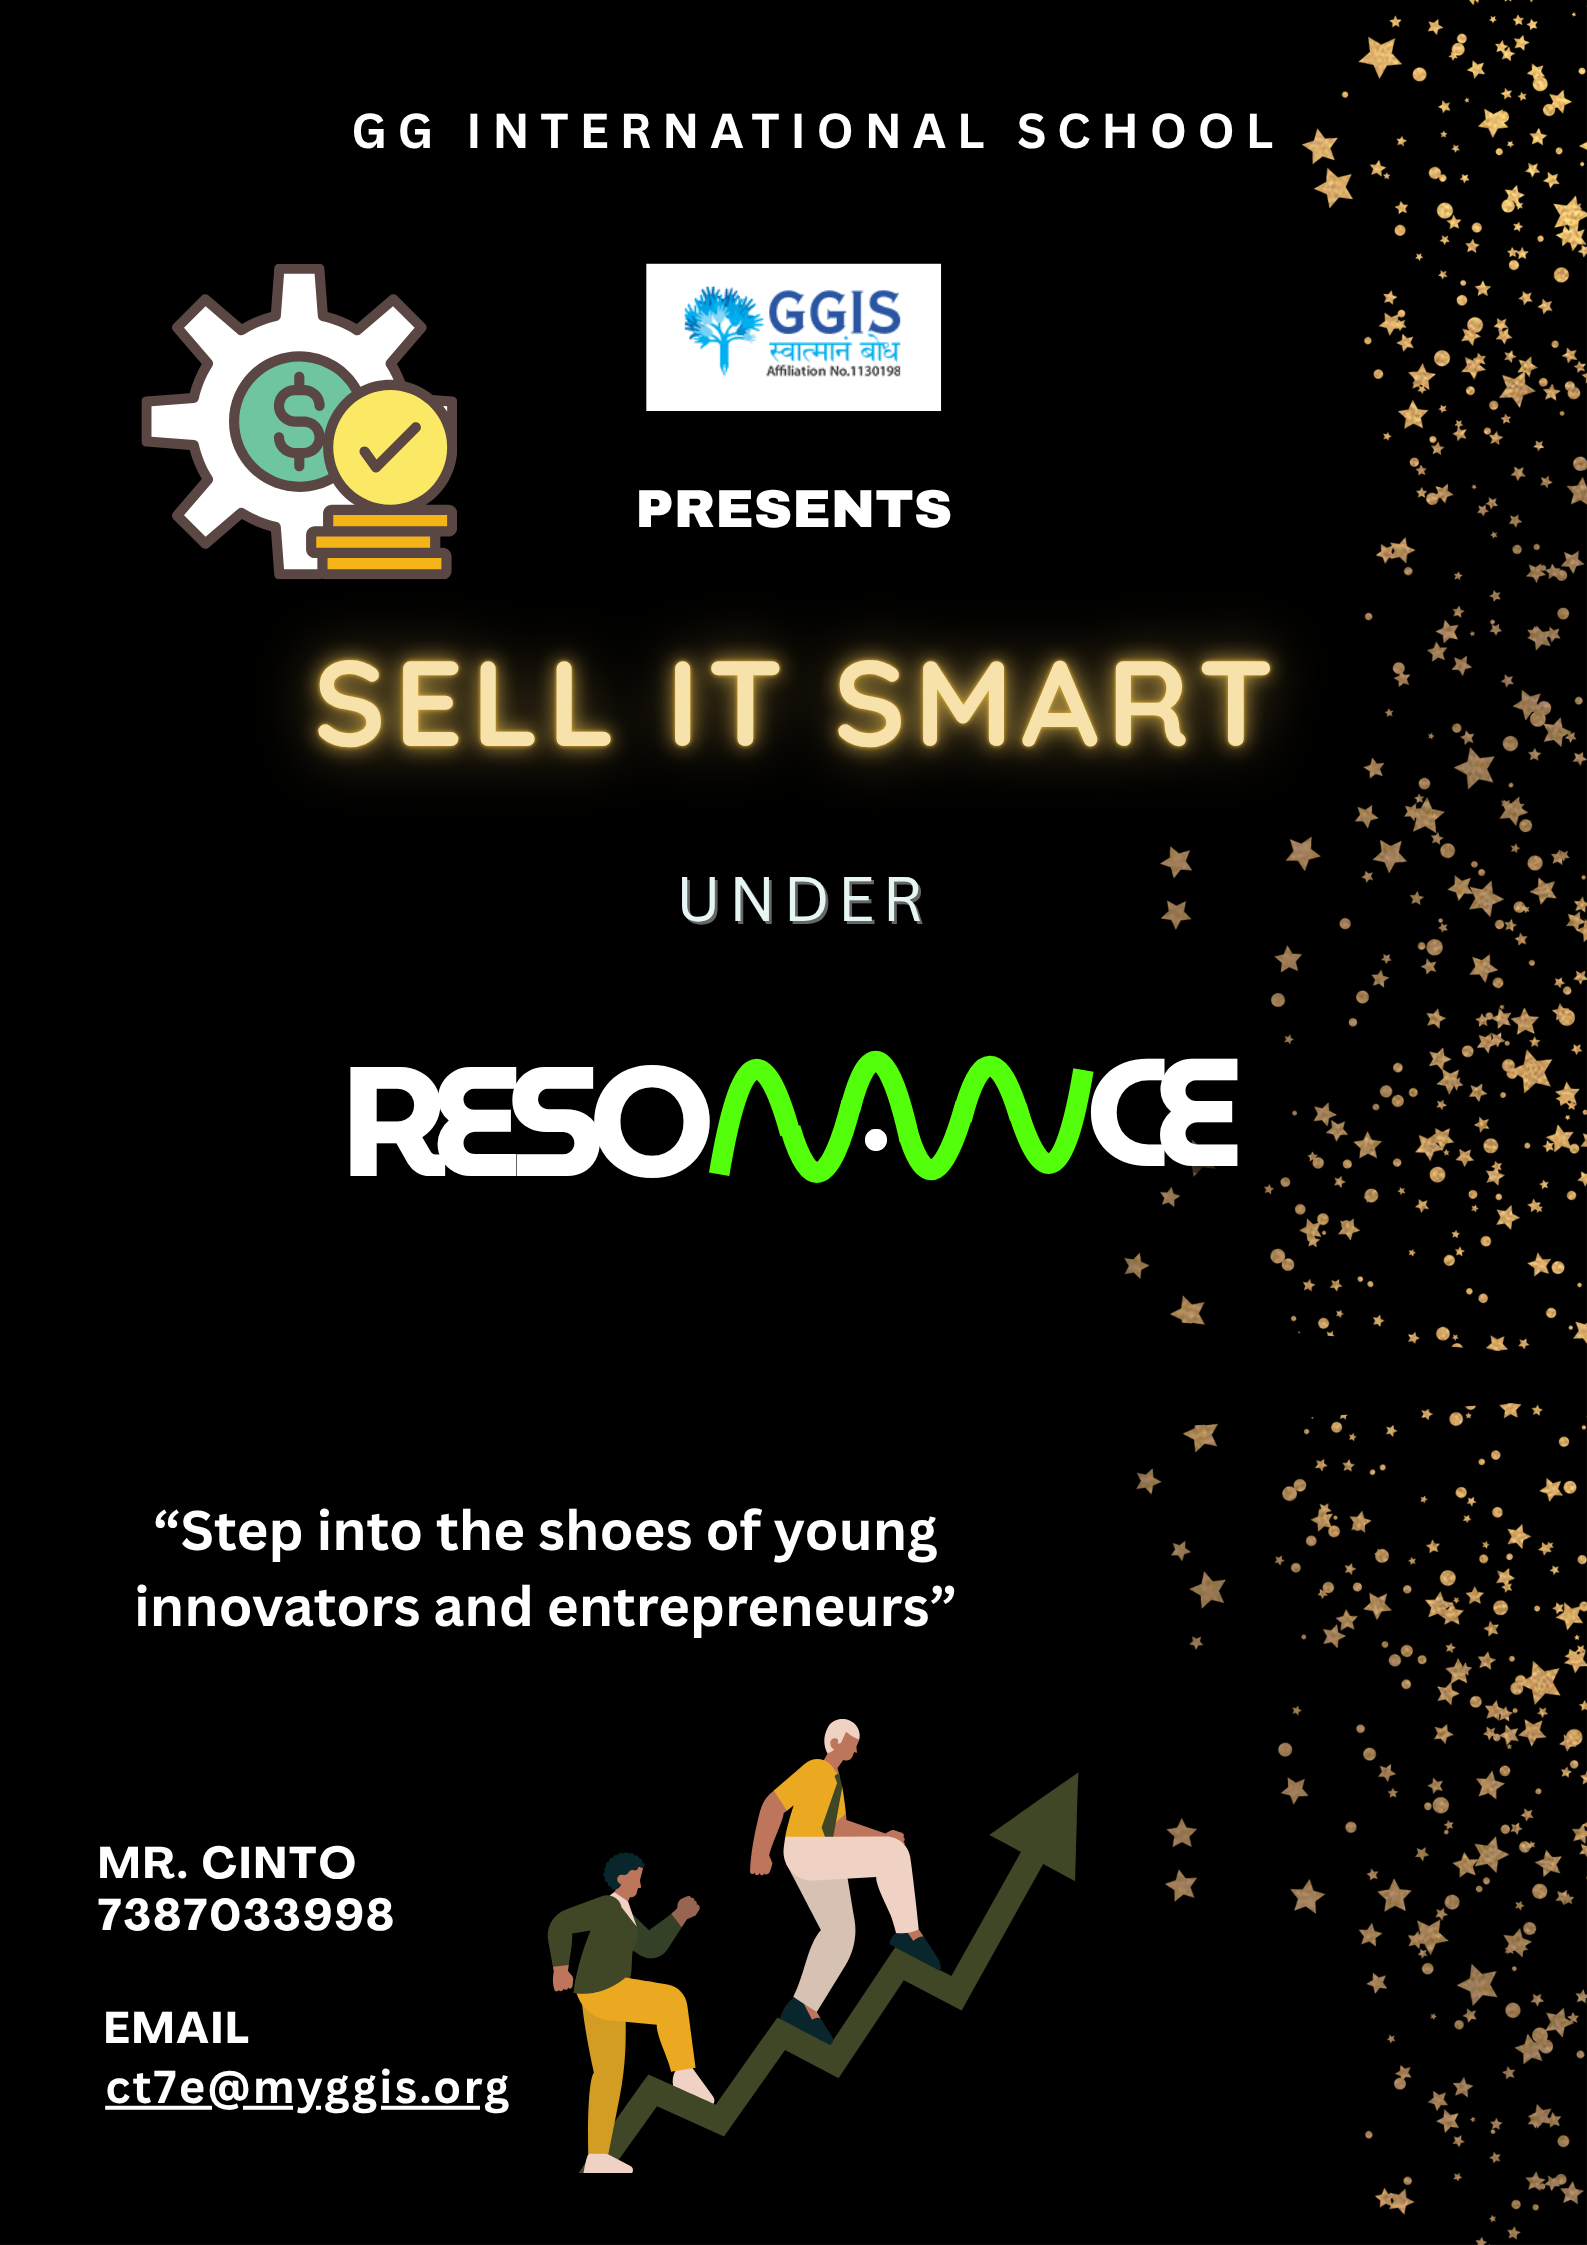 GG INTERNATIONAL SCHOOL
GGIS
स्वात्मानं बोध
Affiliation No.1130198
PRESENTS
SELL IT SMART
UNDER
RESONANCE
“Step into the shoes of young
innovators and entrepreneurs”
MR. CINTO
7387033998
EMAIL
ct7e@myggis.org